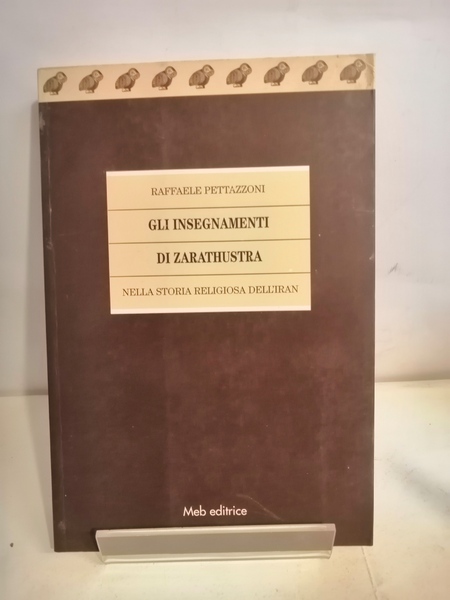 RAFFAELE PETTAZZONI
GLI INSEGNAMENTI
DI ZARATHUSTRA
NELLA STORIA RELIGIOSA DELL'IRAN
Meb editrice